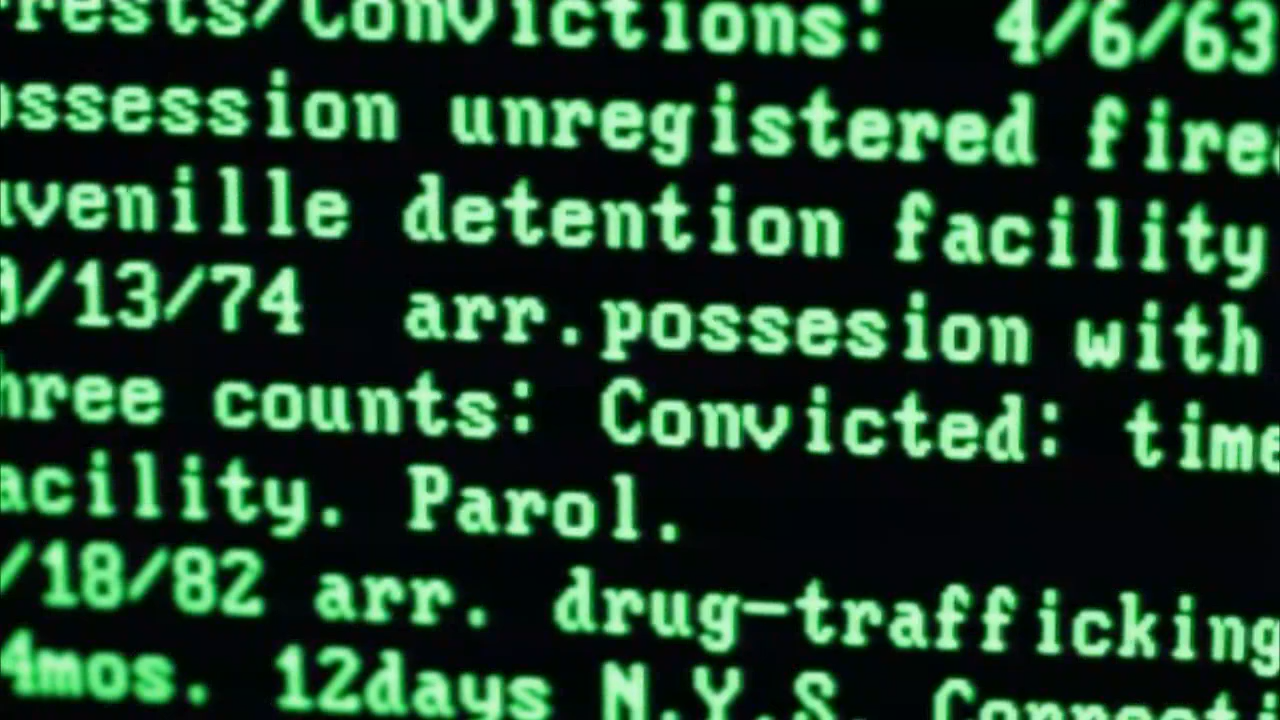 rests/Convictions: 4/6/63
ossession unregistered fire
uvenille detention facility
0/13/74 arr.possesion with
hree counts: Convicted: time
acility. Parol.
/18/82 arr. drug-trafficking
4mos. 12days N.Y.S.